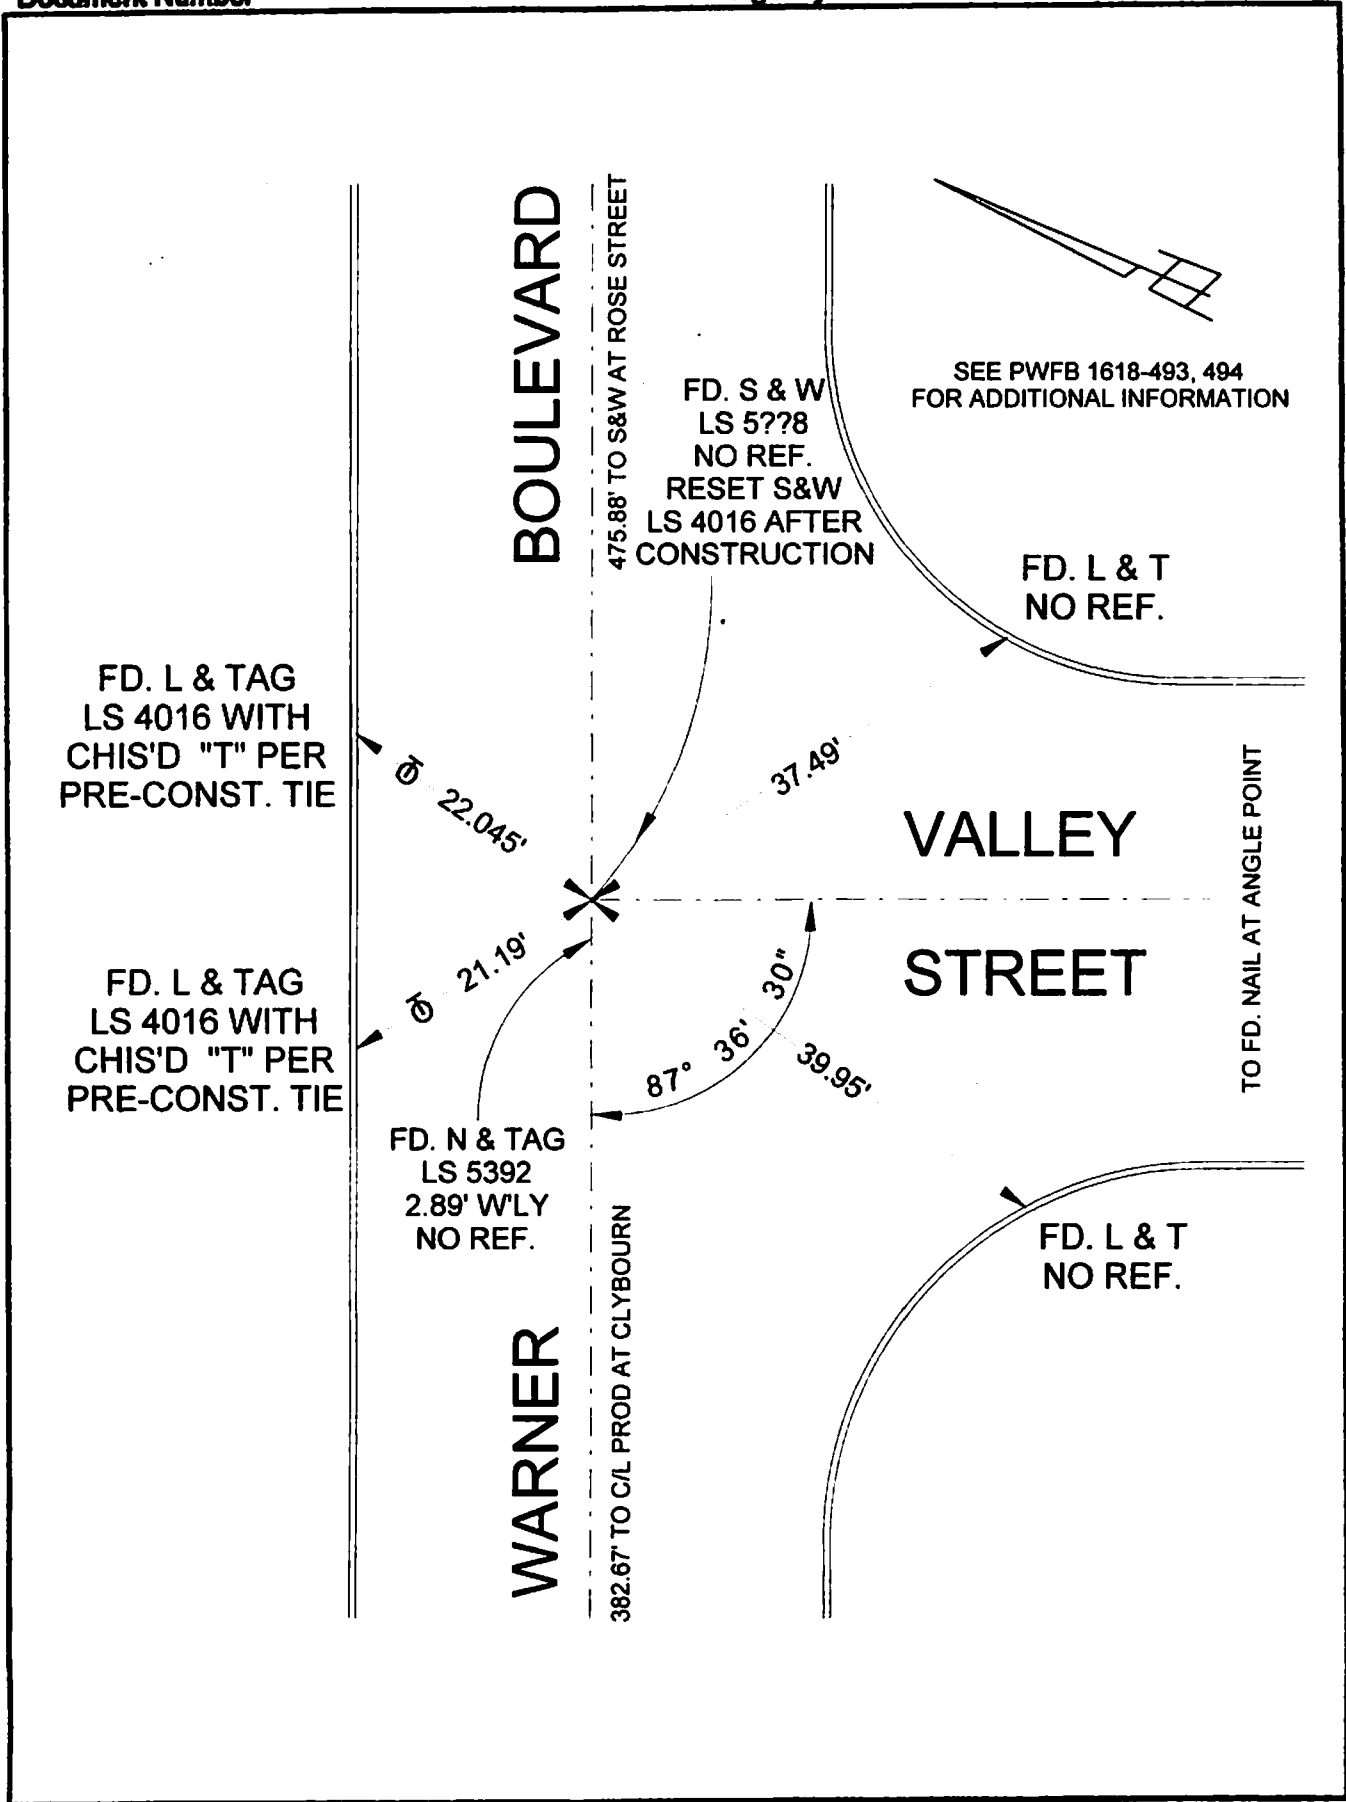 Document Number
BOULEVARD
475.88' TO S&W AT ROSE STREET
FD. S & W
LS 5??8
NO REF.
RESET S&W
LS 4016 AFTER
CONSTRUCTION
SEE PWFB 1618-493, 494
FOR ADDITIONAL INFORMATION
FD. L & T
NO REF.
FD. L & TAG
LS 4016 WITH
CHIS'D "T" PER
PRE-CONST. TIE
22.045'
37.49'
VALLEY
STREET
TO FD. NAIL AT ANGLE POINT
FD. L & TAG
LS 4016 WITH
CHIS'D "T" PER
PRE-CONST. TIE
21.19'
87° 36' 30"
39.95'
FD. N & TAG
LS 5392
2.89' W'LY
NO REF.
WARNER
382.67' TO C/L PROD AT CLYBOURN
FD. L & T
NO REF.